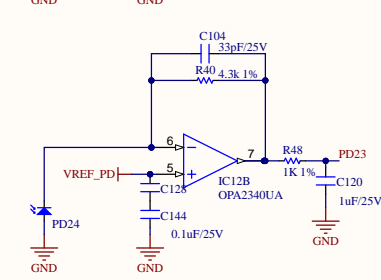 GND
GND
C104
33pF/25V
R40
4.3k 1%
6
7
5
VREF_PD
R48
PD23
1K 1%
C128
IC12B
OPA2340UA
C120
1uF/25V
PD24
C144
0.1uF/25V
GND
GND
GND